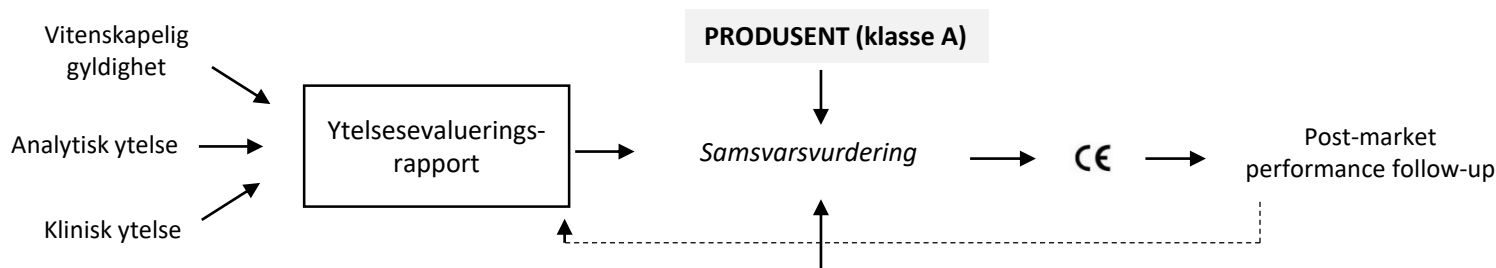 Vitenskapelig
gyldighet
Analytisk ytelse
Klinisk ytelse
Ytelsesevaluerings-
rapport
PRODUSENT (klasse A)
Samsvarsvurdering
CE
Post-market
performance follow-up